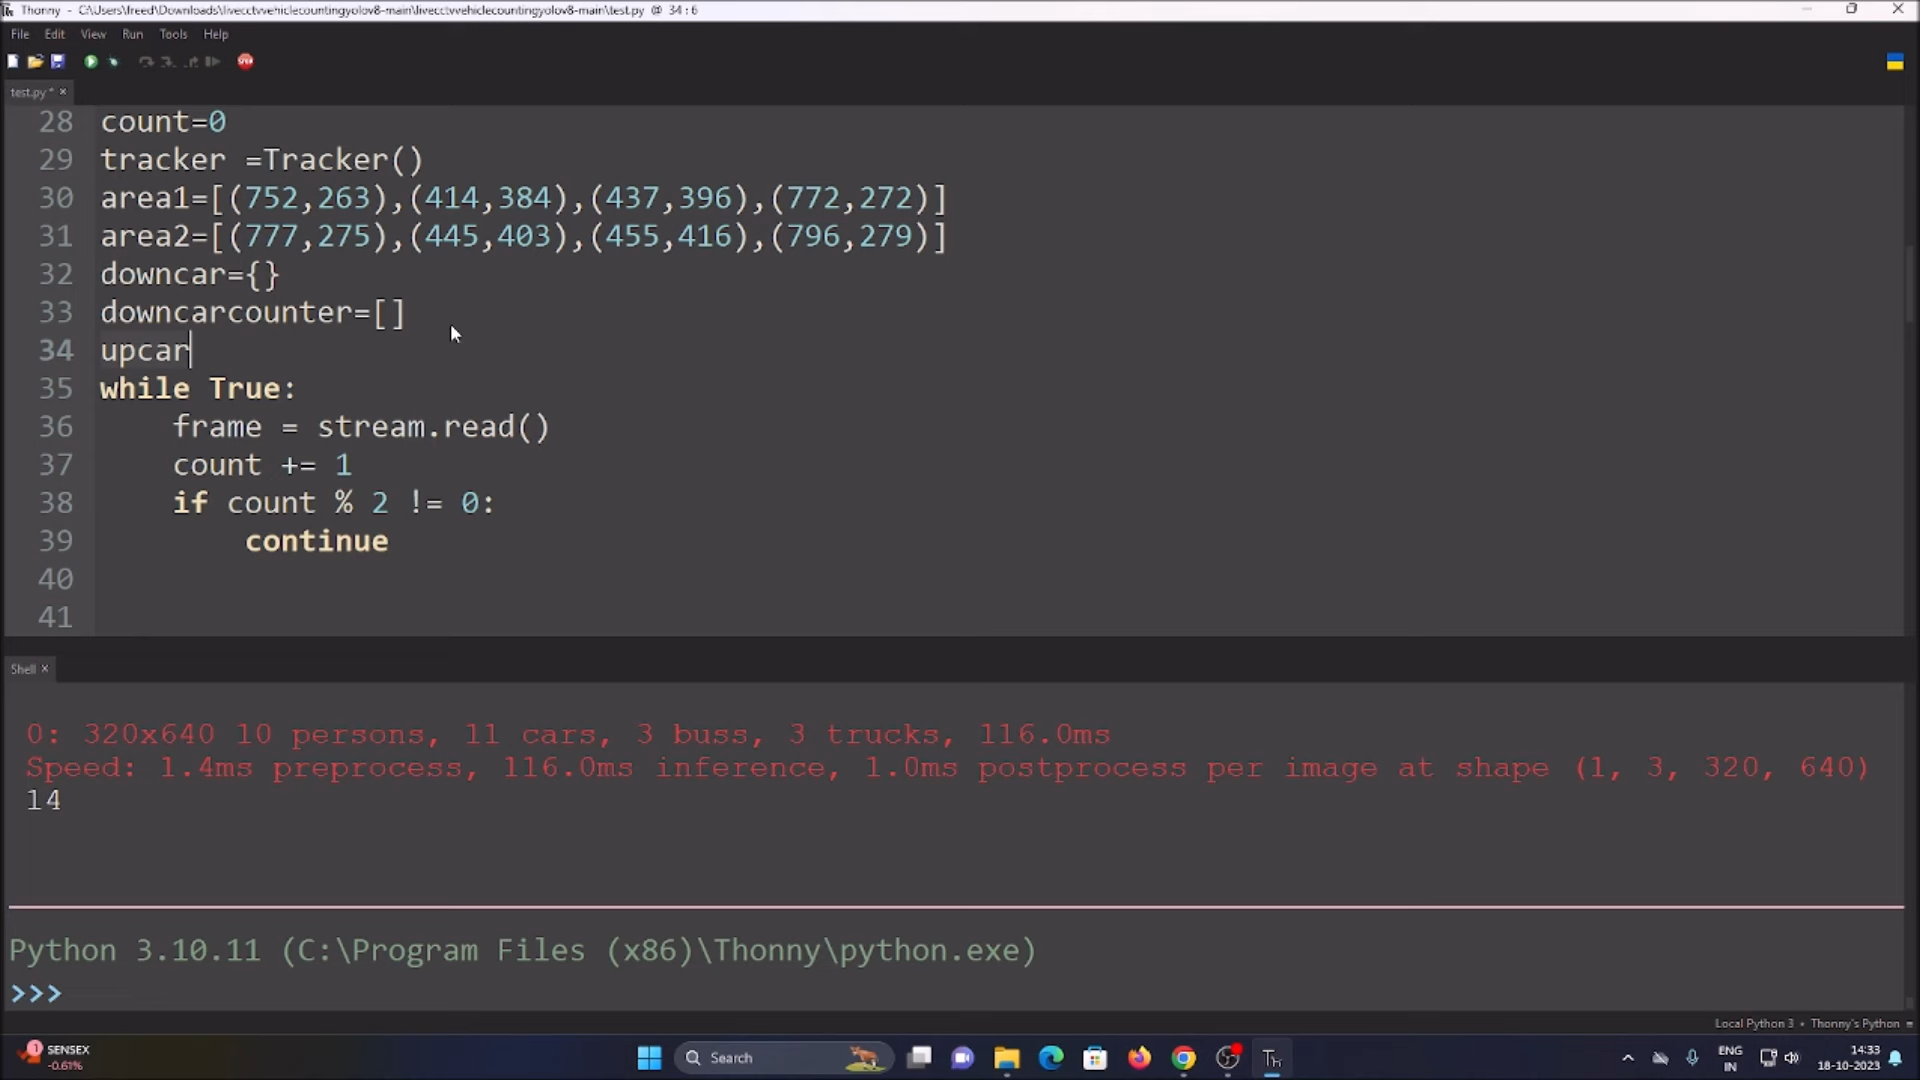 Thonny - C:\Users\freed\Downloads\livecctvvehiclecountingyolov8-main\livecctvvehiclecountingyolov8-main\test.py @ 34 : 6
File Edit View Run Tools Help
test.py * ×
28 count=0
29 tracker =Tracker()
30 area1=[(752,263),(414,384),(437,396),(772,272)]
31 area2=[(777,275),(445,403),(455,416),(796,279)]
32 downcar={}
33 downcarcounter=[]
34 upcar
35 while True:
36 frame = stream.read()
37 count += 1
38 if count % 2 != 0:
39 continue
40
41
Shell ×
0: 320x640 10 persons, 11 cars, 3 buss, 3 trucks, 116.0ms
Speed: 1.4ms preprocess, 116.0ms inference, 1.0ms postprocess per image at shape (1, 3, 320, 640)
14
Python 3.10.11 (C:\Program Files (x86)\Thonny\python.exe)
>>>
Local Python 3 • Thonny's Python ≡
1 SENSEX
-0.61%
Search
Th
ENG
IN
14:33
18-10-2023